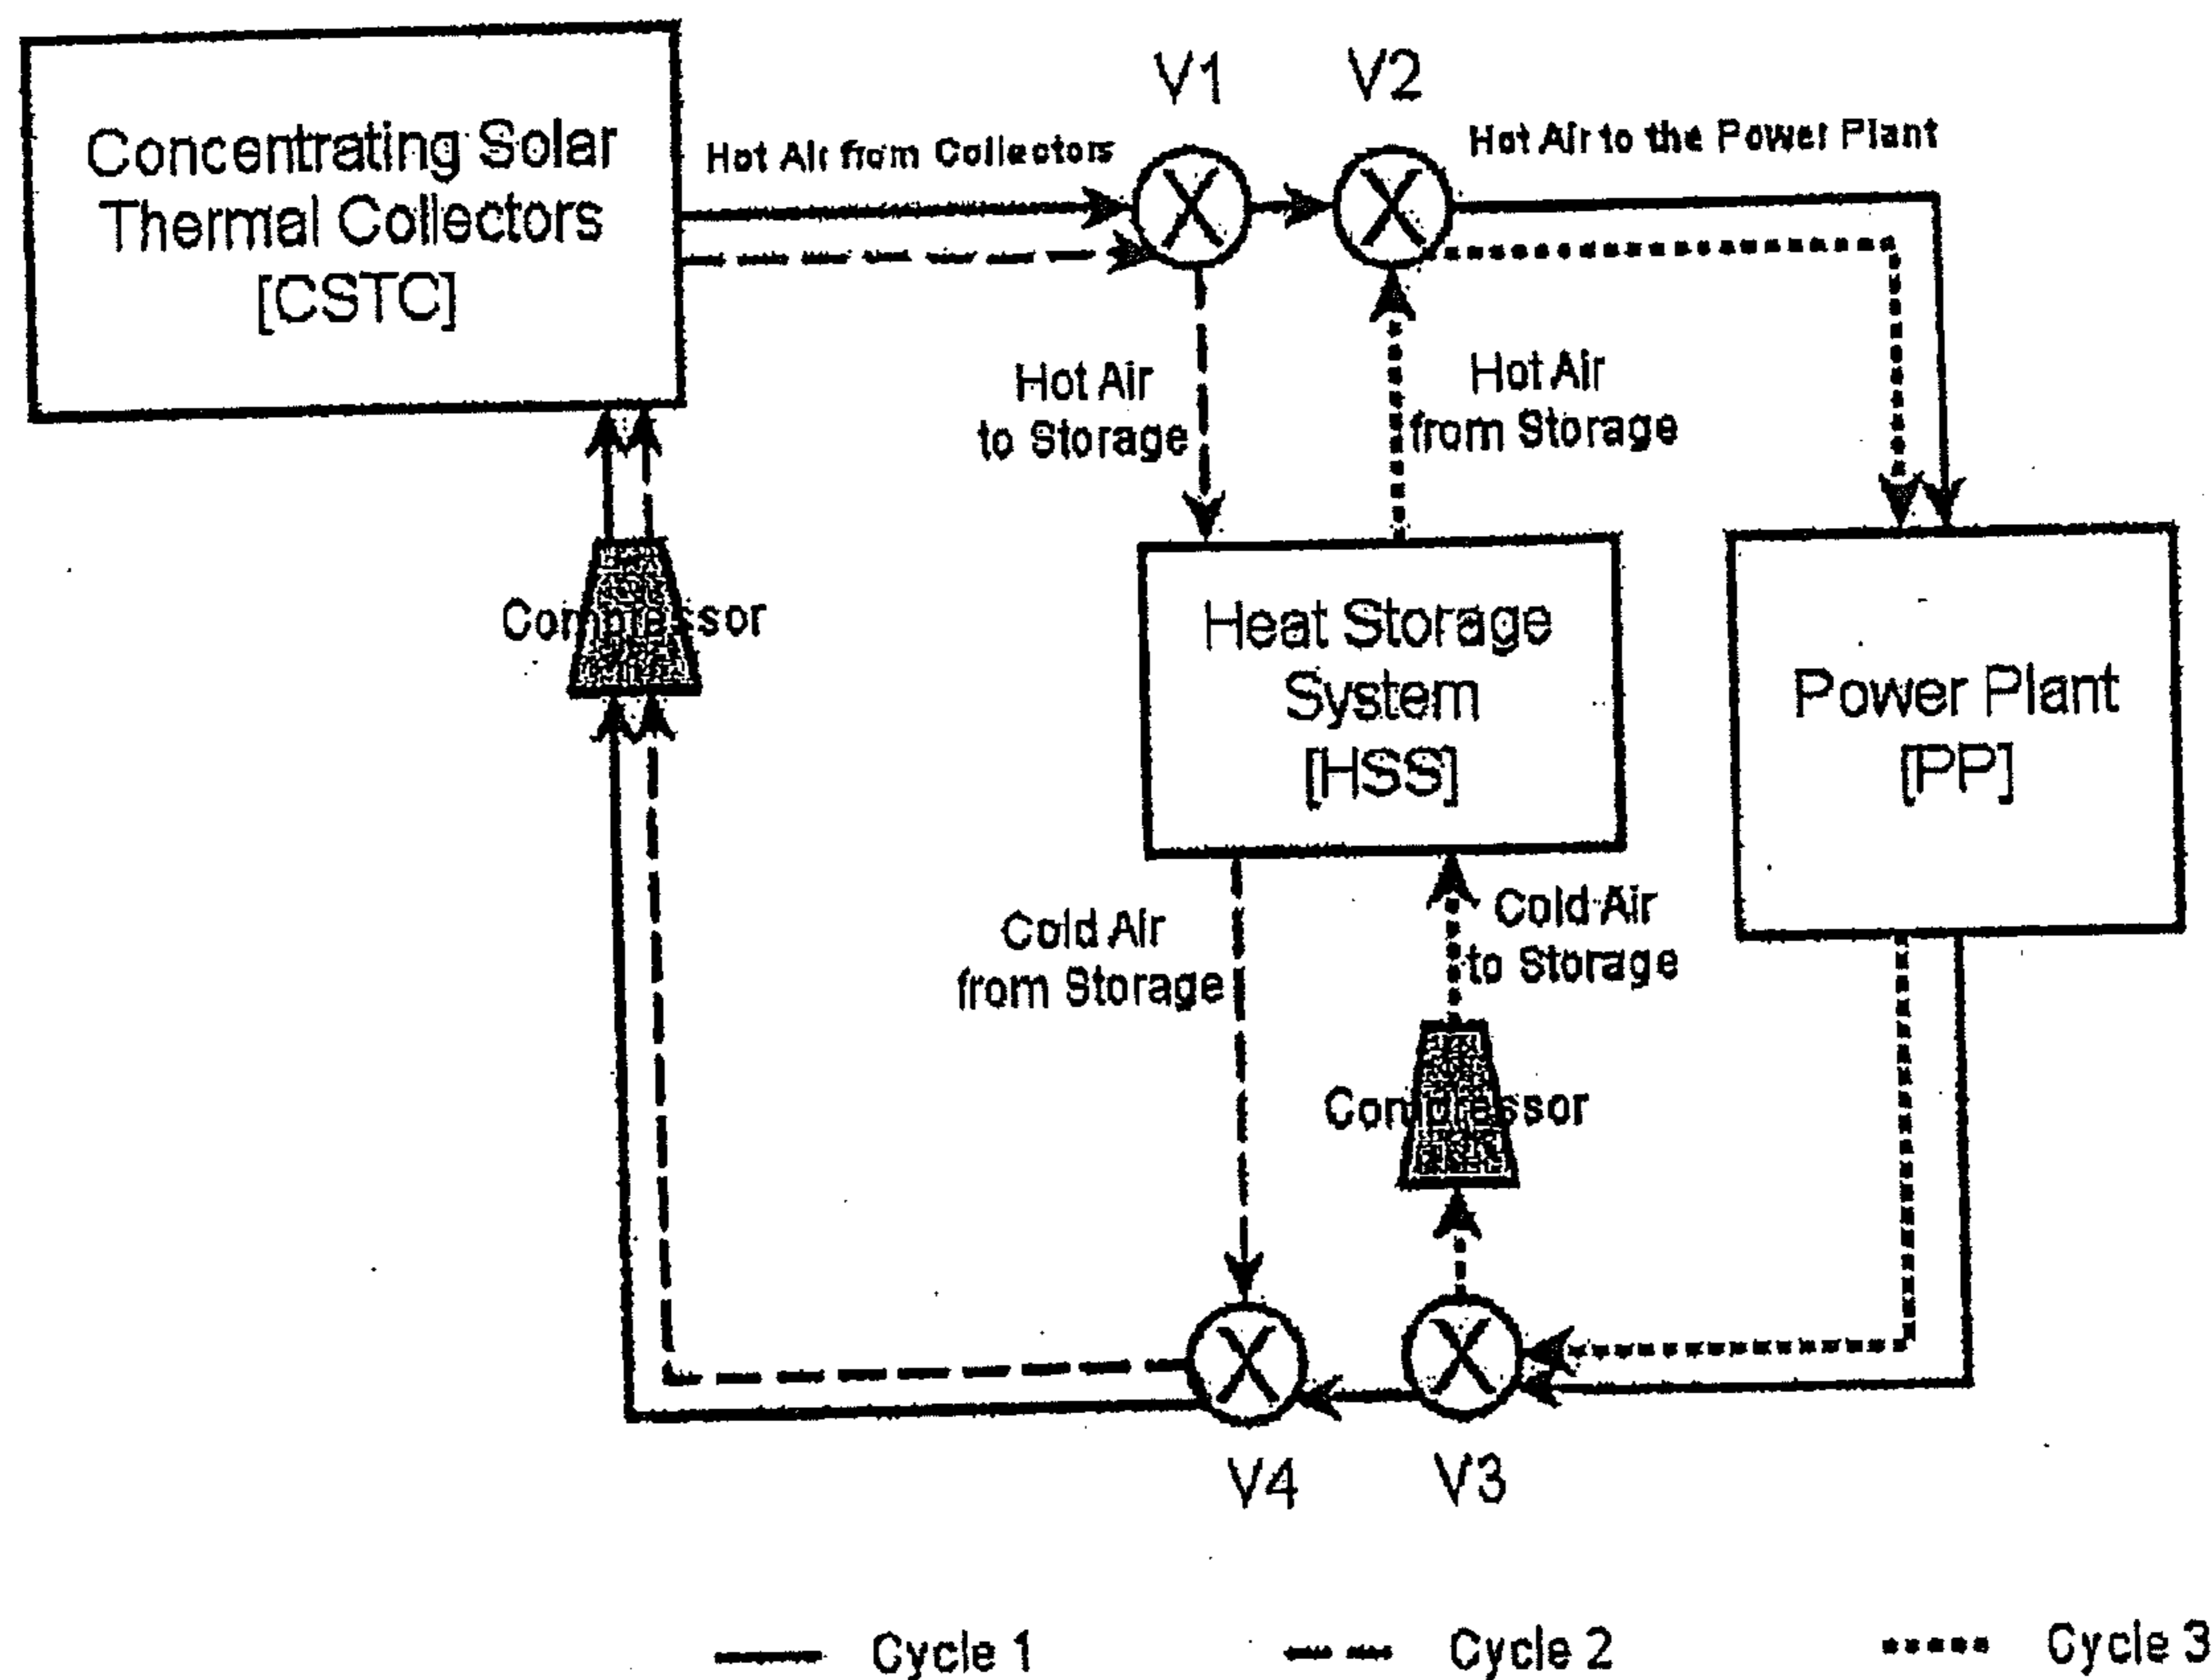 Concentrating Solar
Thermal Collectors
[CSTC]
Hot Air from Collectors
V1
V2
Hot Air to the Power Plant
Hot Air
to Storage
Hot Air
from Storage
Compressor
Heat Storage
System
[HSS]
Power Plant
[PP]
Cold Air
from Storage
Cold Air
to Storage
Compressor
V4
V3
Cycle 1
Cycle 2
Cycle 3